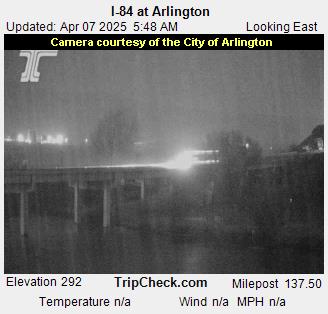 I-84 at Arlington
Updated: Apr 07 2025 5:48 AM Looking East
Camera courtesy of the City of Arlington
Elevation 292 TripCheck.com Milepost 137.50
Temperature n/a Wind n/a MPH n/a